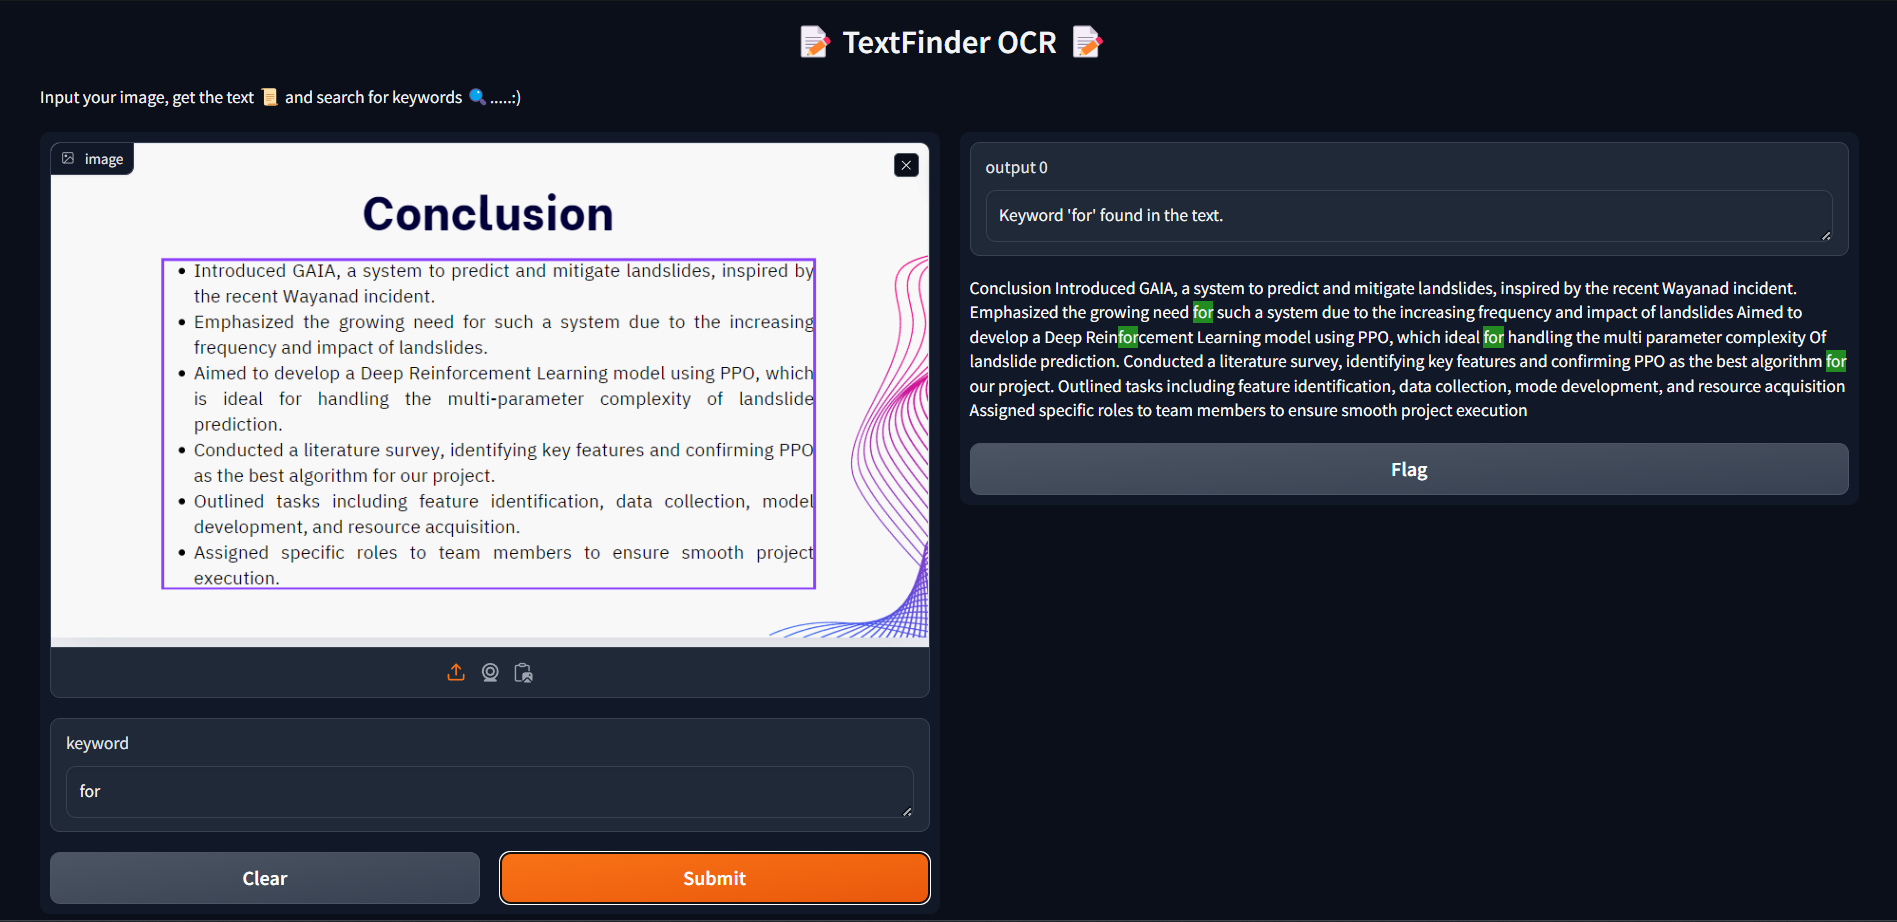 📝 TextFinder OCR 📝
Input your image, get the text 📜 and search for keywords 🔍 .....:)
image
Conclusion
• Introduced GAIA, a system to predict and mitigate landslides, inspired by
the recent Wayanad incident.
• Emphasized the growing need for such a system due to the increasing
frequency and impact of landslides.
• Aimed to develop a Deep Reinforcement Learning model using PPO, which
is ideal for handling the multi-parameter complexity of landslide
prediction.
• Conducted a literature survey, identifying key features and confirming PPO
as the best algorithm for our project.
• Outlined tasks including feature identification, data collection, model
development, and resource acquisition.
• Assigned specific roles to team members to ensure smooth project
execution.
keyword
for
Clear
Submit
output 0
Keyword 'for' found in the text.
Conclusion Introduced GAIA, a system to predict and mitigate landslides, inspired by the recent Wayanad incident.
Emphasized the growing need for such a system due to the increasing frequency and impact of landslides Aimed to
develop a Deep Reinforcement Learning model using PPO, which ideal for handling the multi parameter complexity Of
landslide prediction. Conducted a literature survey, identifying key features and confirming PPO as the best algorithm for
our project. Outlined tasks including feature identification, data collection, mode development, and resource acquisition
Assigned specific roles to team members to ensure smooth project execution
Flag